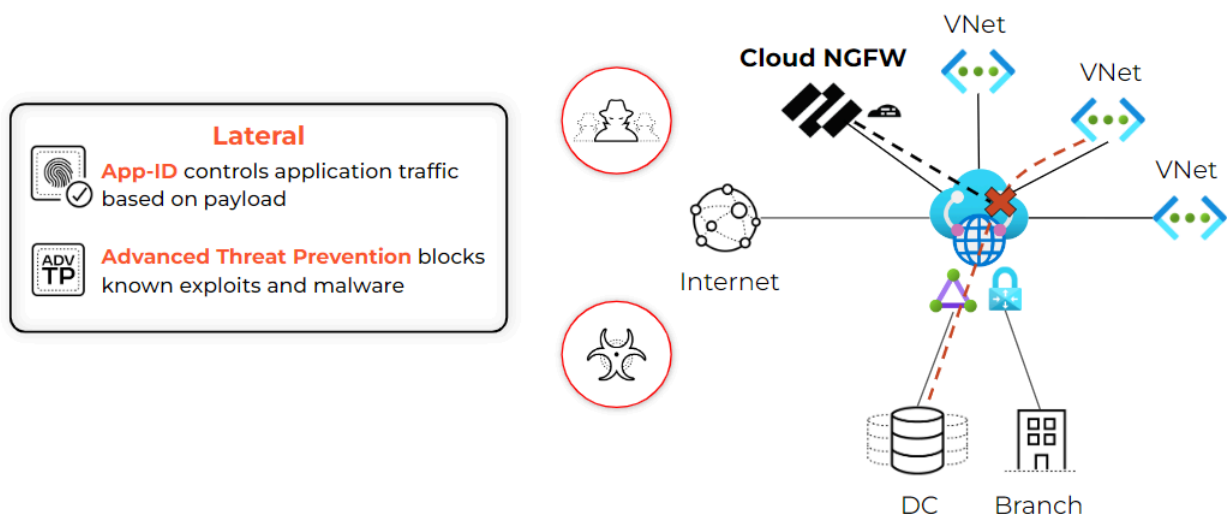 Lateral
App-ID controls application traffic
based on payload
ADV
TP
Advanced Threat Prevention blocks
known exploits and malware
Cloud NGFW
VNet
VNet
VNet
Internet
DC
Branch